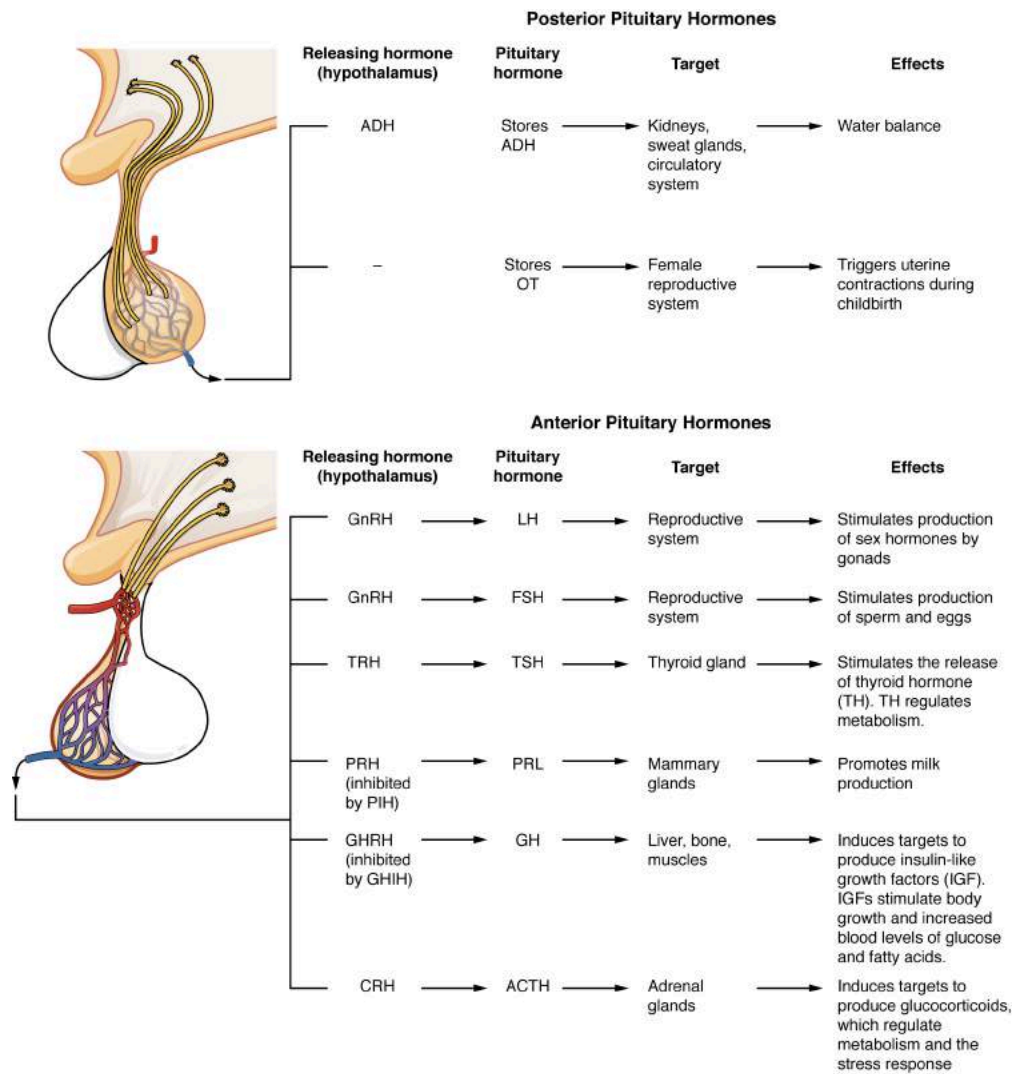 Posterior Pituitary Hormones
Releasing hormone
(hypothalamus)
Pituitary
hormone
Target
Effects
ADH
Stores
ADH
Kidneys,
sweat glands,
circulatory
system
Water balance
–
Stores
OT
Female
reproductive
system
Triggers uterine
contractions during
childbirth
Anterior Pituitary Hormones
Releasing hormone
(hypothalamus)
Pituitary
hormone
Target
Effects
GnRH
LH
Reproductive
system
Stimulates production
of sex hormones by
gonads
GnRH
FSH
Reproductive
system
Stimulates production
of sperm and eggs
TRH
TSH
Thyroid gland
Stimulates the release
of thyroid hormone
(TH). TH regulates
metabolism.
PRH
(inhibited
by PIH)
PRL
Mammary
glands
Promotes milk
production
GHRH
(inhibited
by GHIH)
GH
Liver, bone,
muscles
Induces targets to
produce insulin-like
growth factors (IGF).
IGFs stimulate body
growth and increased
blood levels of glucose
and fatty acids.
CRH
ACTH
Adrenal
glands
Induces targets to
produce glucocorticoids,
which regulate
metabolism and the
stress response